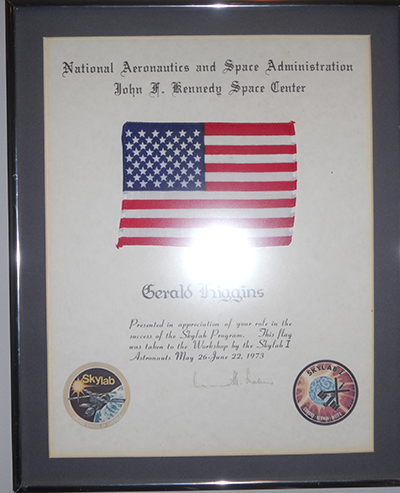 National Aeronautics and Space Administration
John F. Kennedy Space Center
Gerald Higgins
Presented in appreciation of your role in the
success of the Skylab Program. This flag
was taken to the Workshop by the Skylab I
Astronauts May 26-June 22, 1973
Skylab
SKYLAB I